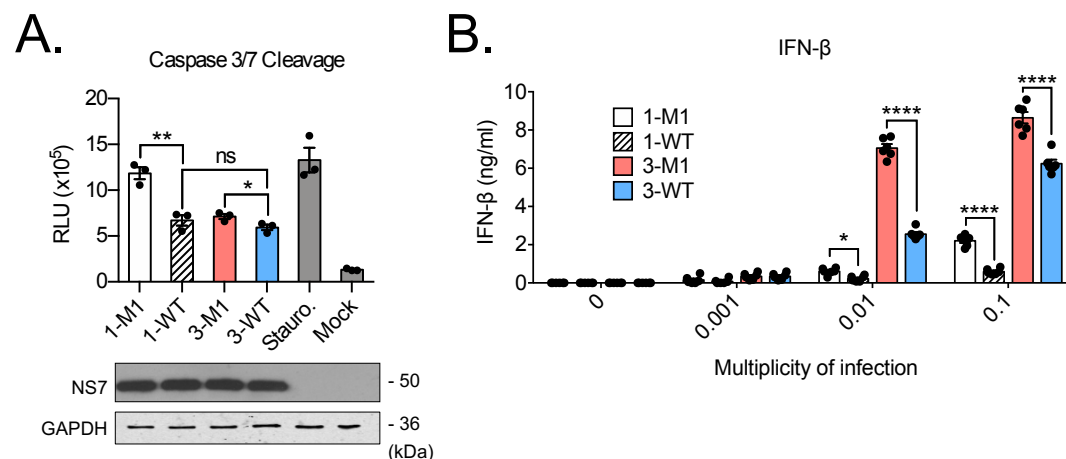 A.
Caspase 3/7 Cleavage
20
15
10
5
0
RLU (x10⁵)
**
ns
*
1-M1
1-WT
3-M1
3-WT
Stauro.
Mock
NS7
- 50
GAPDH
- 36
(kDa)
B.
IFN-β
10
8
6
4
2
0
IFN-β (ng/ml)
1-M1
1-WT
3-M1
3-WT
*
****
****
****
0
0.001
0.01
0.1
Multiplicity of infection